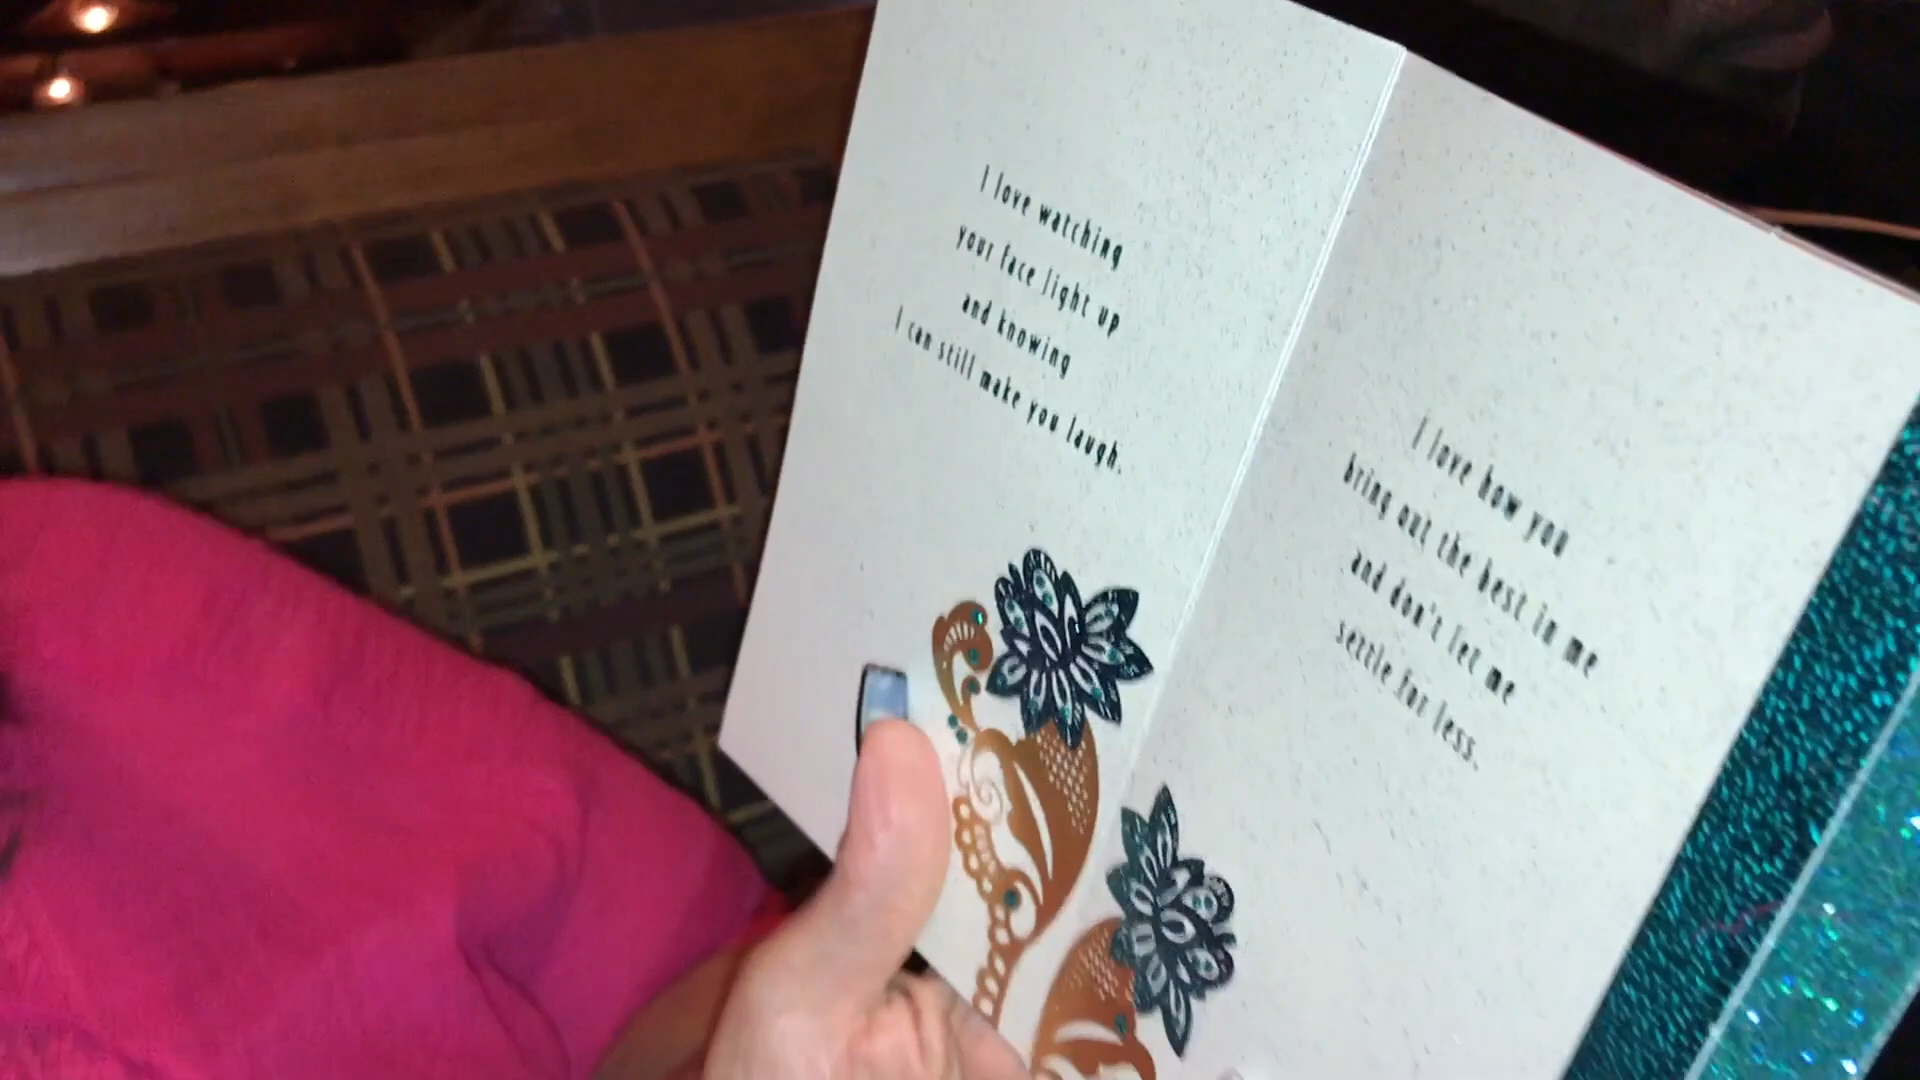 I love watching
your face light up
and knowing
I can still make you laugh.
I love how you
bring out the best in me
and don't let me
settle for less.